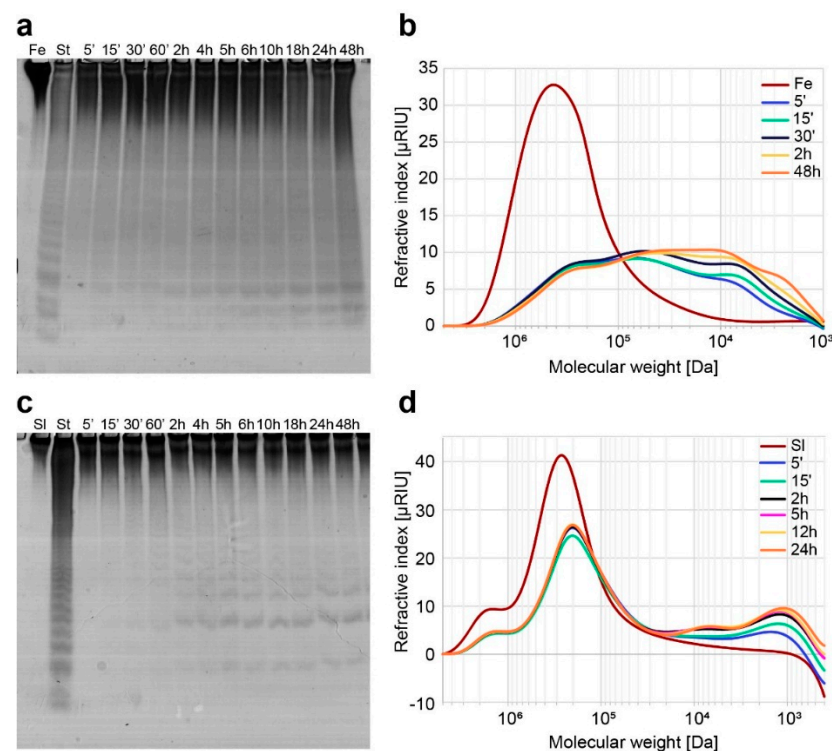 a
Fe St 5' 15' 30' 60' 2h 4h 5h 6h 10h 18h 24h 48h
b
35
30
25
20
15
10
5
0
Refractive index [µRIU]
Fe
5'
15'
30'
2h
48h
10⁶ 10⁵ 10⁴ 10³
Molecular weight [Da]
c
SI St 5' 15' 30' 60' 2h 4h 5h 6h 10h 18h 24h 48h
d
40
30
20
10
0
-10
Refractive index [µRIU]
SI
5'
15'
2h
5h
12h
24h
10⁶ 10⁵ 10⁴ 10³
Molecular weight [Da]